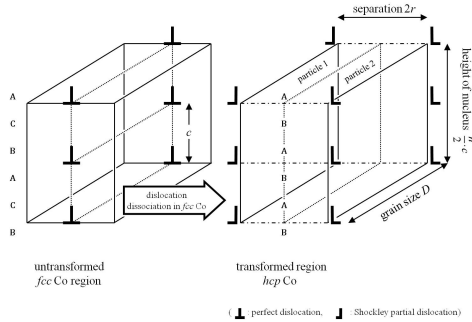 separation 2r
particle 1
particle 2
A
C
B
A
C
B
c
A
B
A
B
A
B
height of nucleus n/2 c
grain size D
dislocation
dissociation in fcc Co
untransformed
fcc Co region
transformed region
hcp Co
( : perfect dislocation, : Shockley partial dislocation)